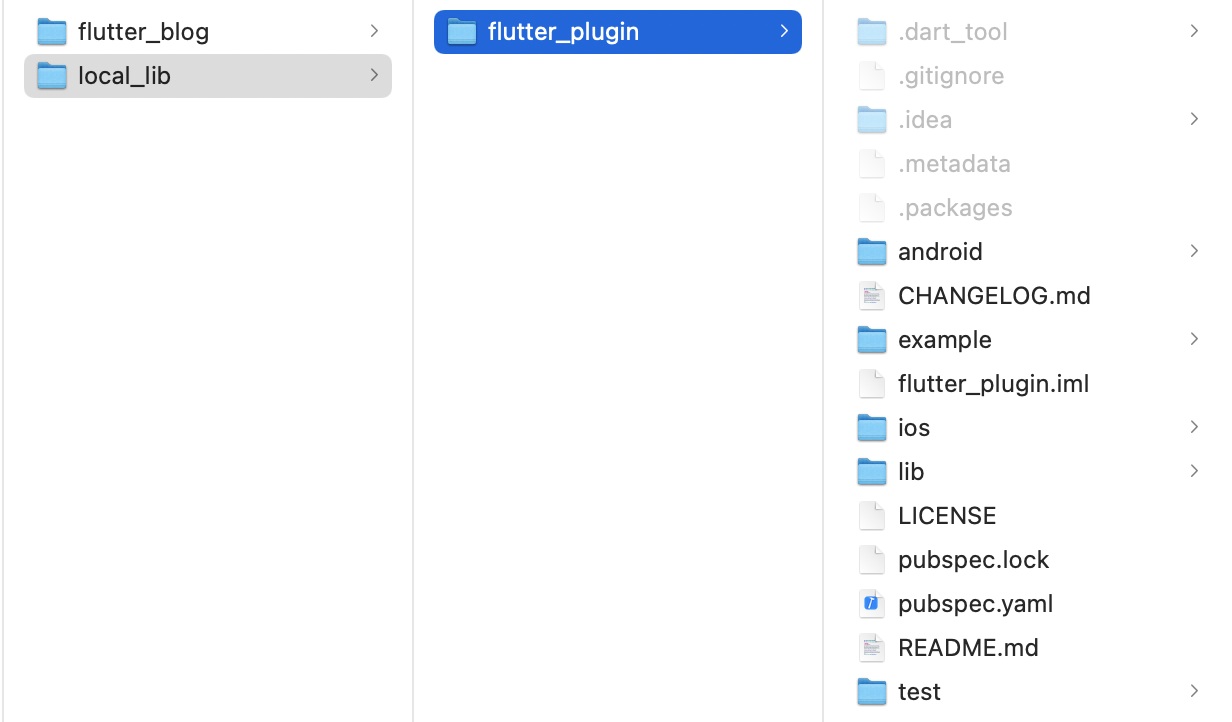 flutter_blog
local_lib
flutter_plugin
.dart_tool
.gitignore
.idea
.metadata
.packages
android
CHANGELOG.md
example
flutter_plugin.iml
ios
lib
LICENSE
pubspec.lock
pubspec.yaml
README.md
test